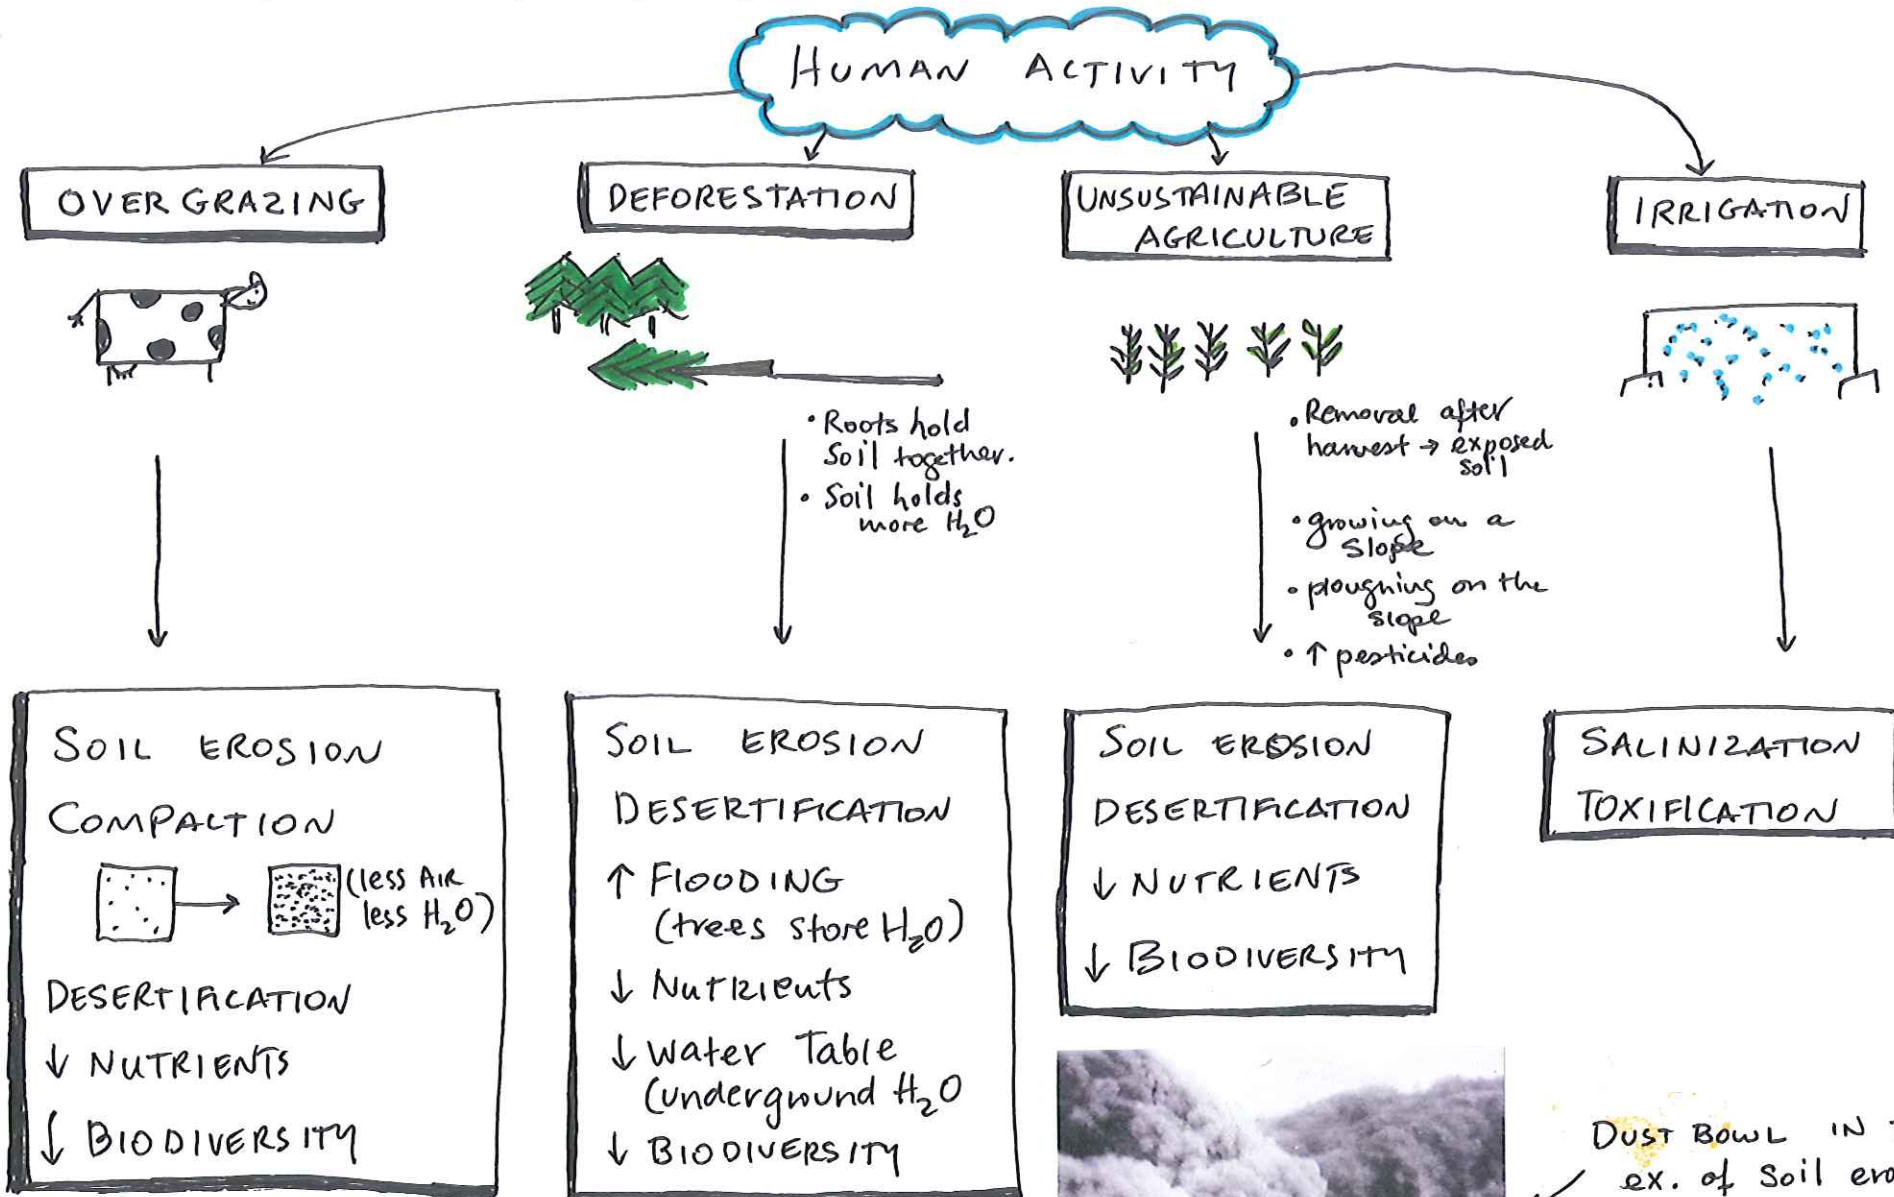 HUMAN ACTIVITY
OVERGRAZING
DEFORESTATION
UNSUSTAINABLE
AGRICULTURE
IRRIGATION
• Roots hold
Soil together.
• Soil holds
more H₂O
• Removal after
harvest → exposed
soil
• growing on a
slope
• ploughing on the
slope
• ↑ pesticides
SOIL EROSION
COMPACTION
(less AIR
less H₂O)
DESERTIFICATION
↓ NUTRIENTS
↓ BIODIVERSITY
SOIL EROSION
DESERTIFICATION
↑ FLOODING
(trees store H₂O)
↓ Nutrients
↓ Water Table
(underground H₂O
↓ BIODIVERSITY
SOIL EROSION
DESERTIFICATION
↓ NUTRIENTS
↓ BIODIVERSITY
SALINIZATION
TOXIFICATION
DUST BOWL IN
ex. of Soil ero